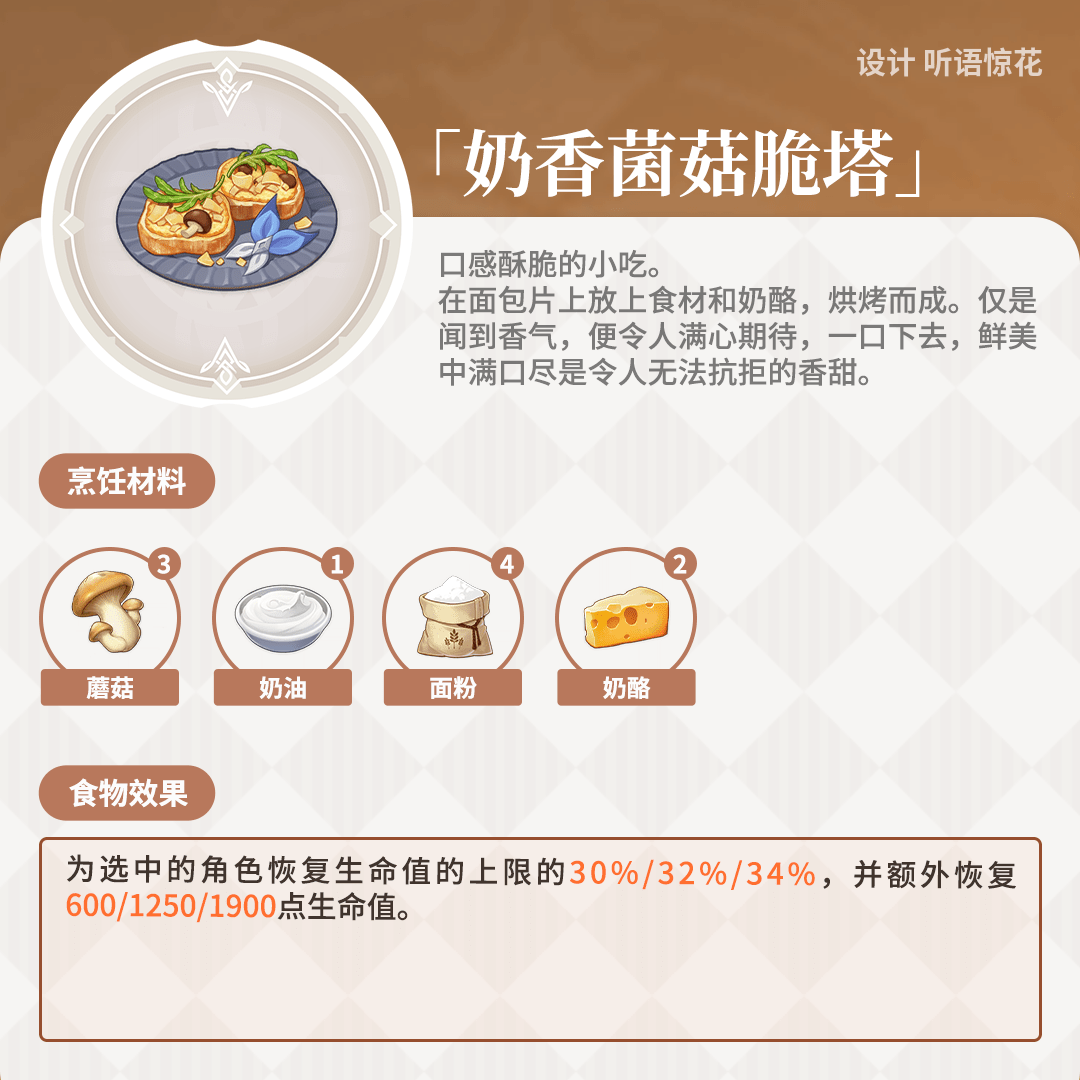 设计 听语惊花
「奶香菌菇脆塔」
口感酥脆的小吃。
在面包片上放上食材和奶酪，烘烤而成。仅是
闻到香气，便令人满心期待，一口下去，鲜美
中满口尽是令人无法抗拒的香甜。
烹饪材料
3 1 4 2
蘑菇 奶油 面粉 奶酪
食物效果
为选中的角色恢复生命值的上限的30%/32%/34%，并额外恢复
600/1250/1900点生命值。